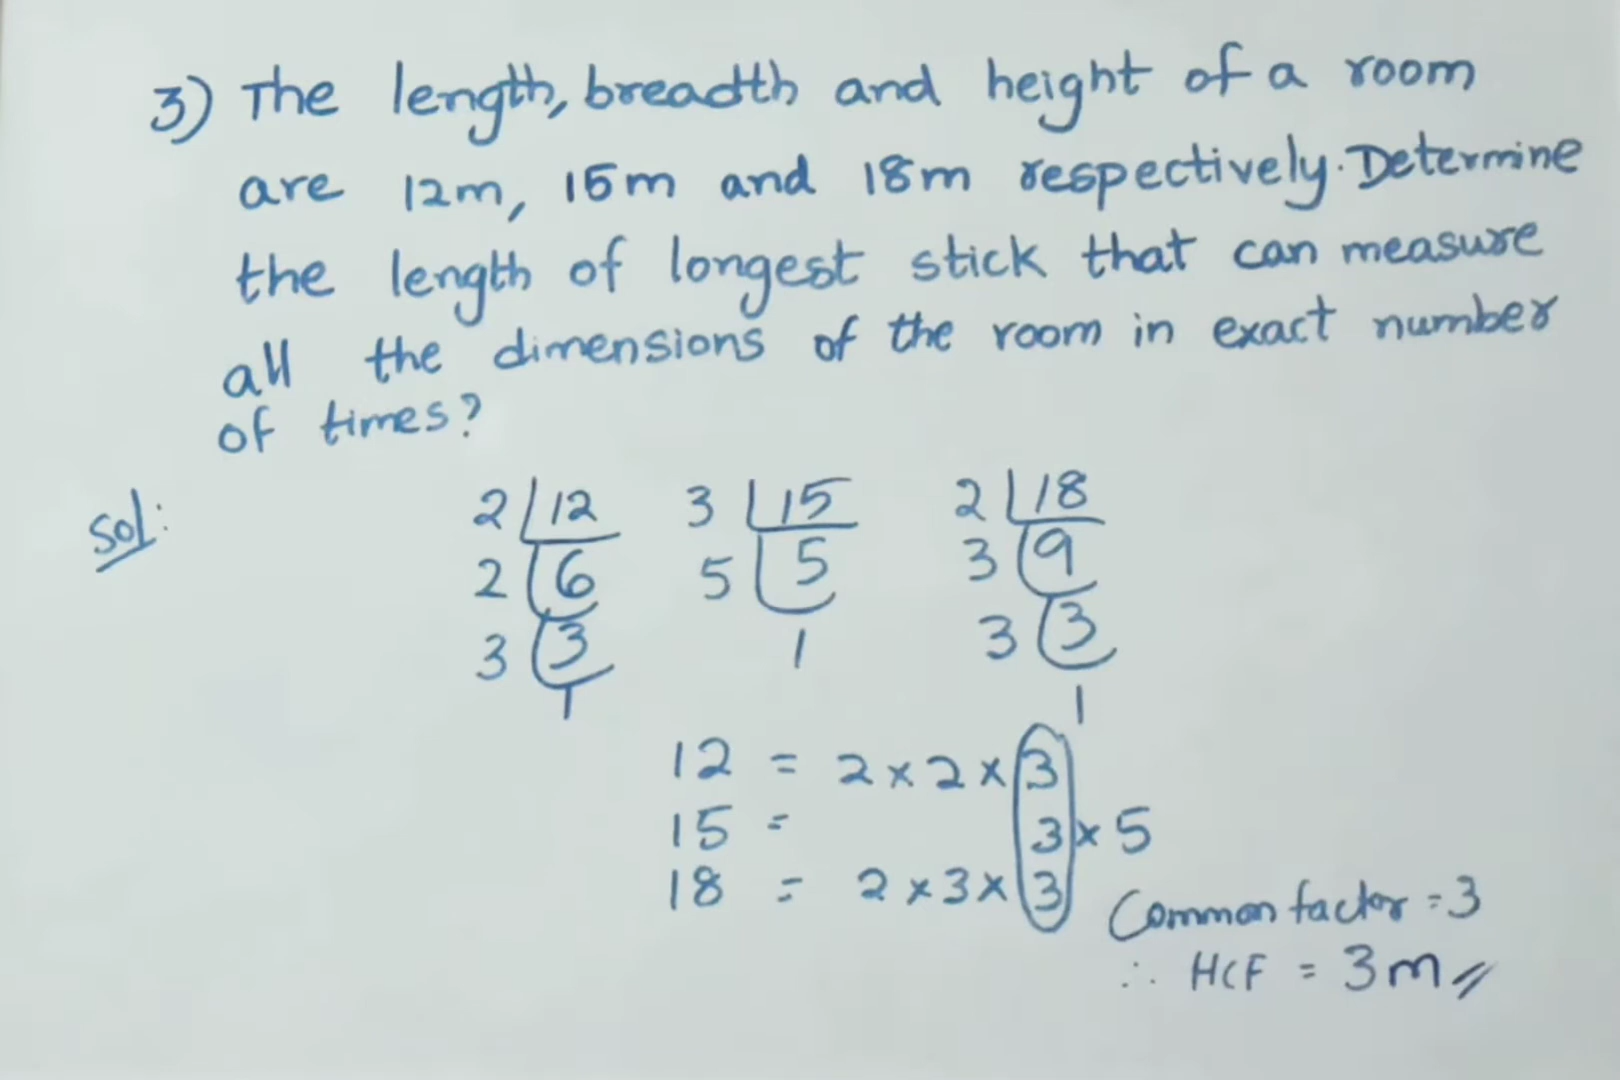 3) The length, breadth and height of a room
are 12m, 15m and 18m respectively. Determine
the length of longest stick that can measure
all the dimensions of the room in exact number
of times?
Sol:
2 12 3 15 2 18
2 6 5 5 3 9
3 3 1 3 3
1 1
12 = 2 × 2 × 3
15 = 3 × 5
18 = 2 × 3 × 3
Common factor = 3
∴ HCF = 3m